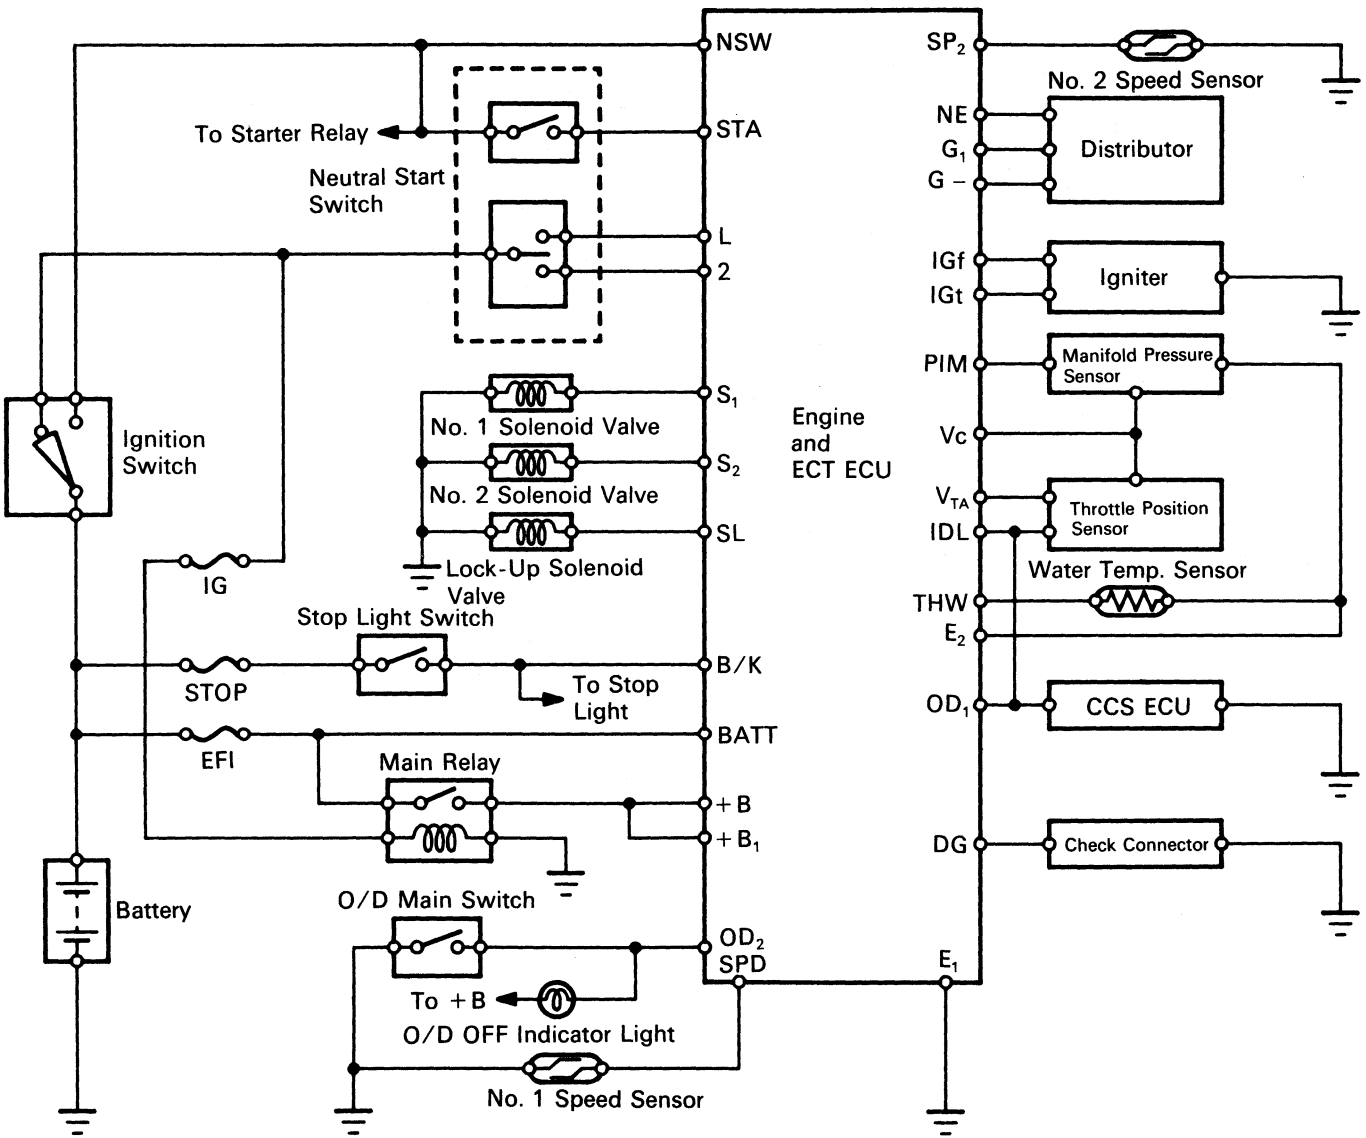 NSW
SP2
No. 2 Speed Sensor
To Starter Relay
STA
NE
G1
G −
Distributor
Neutral Start
Switch
L
2
IGf
IGt
Igniter
PIM
Manifold Pressure
Sensor
S1
No. 1 Solenoid Valve
Engine
and
ECT ECU
Vc
Ignition
Switch
S2
No. 2 Solenoid Valve
VTA
Throttle Position
Sensor
SL
IDL
Lock-Up Solenoid
Valve
Water Temp. Sensor
IG
THW
Stop Light Switch
E2
STOP
B/K
To Stop
Light
OD1
CCS ECU
EFI
BATT
Main Relay
+B
+B1
DG
Check Connector
Battery
O/D Main Switch
OD2
SPD
E1
To +B
O/D OFF Indicator Light
No. 1 Speed Sensor